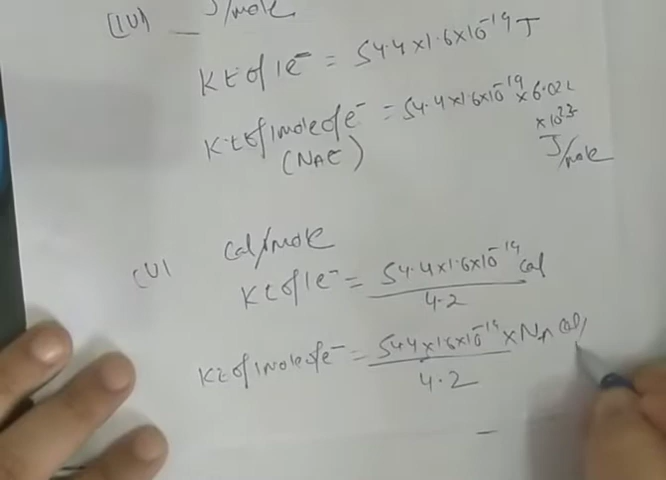 (IV) — J/mole
K.E of 1e⁻ = 54.4×1.6×10⁻¹⁹ J
K.E of 1 mole of e⁻ = 54.4×1.6×10⁻¹⁹ × 6.022
×10²³
(NA e⁻)
J/mole
(V) Cal/mole
KE of 1e⁻ = 54.4×1.6×10⁻¹⁹ Cal
4.2
KE of 1 mole of e⁻ = 54.4×1.6×10⁻¹⁹ × NA Cal/
4.2